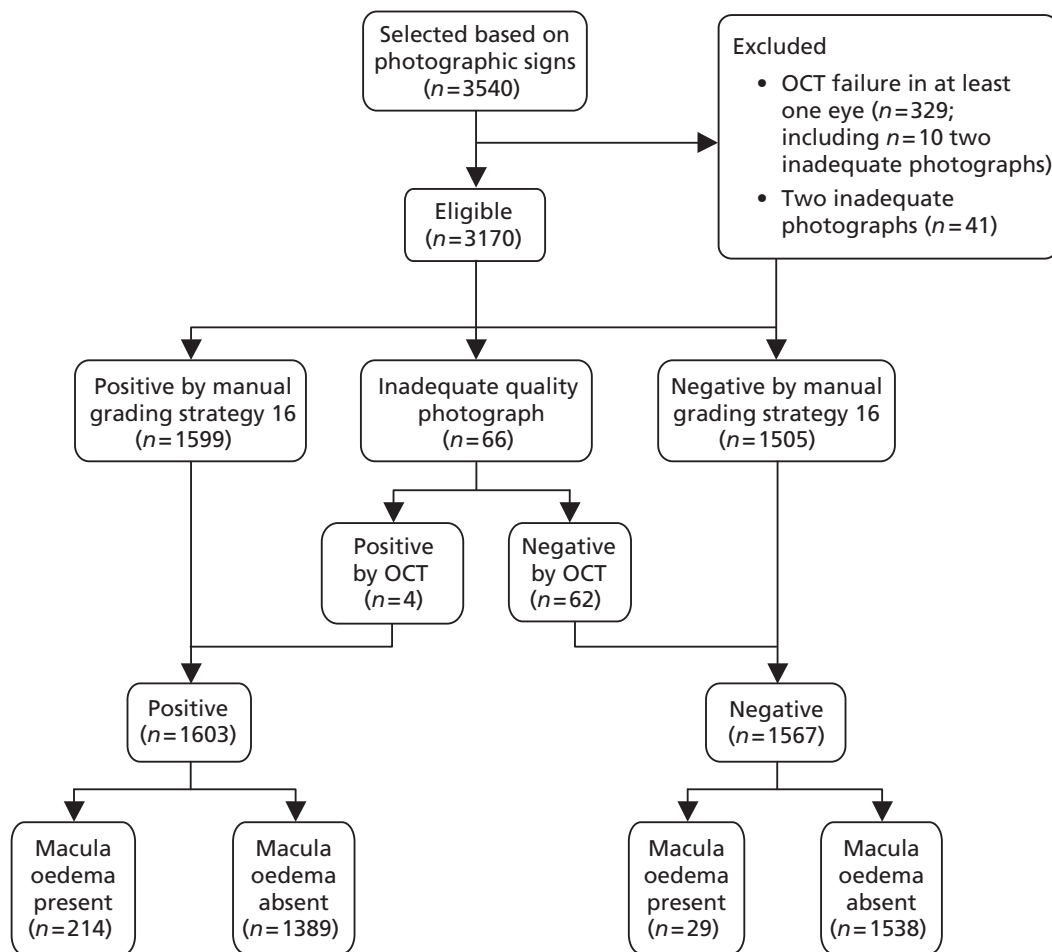 Selected based on
photographic signs
(n=3540)
Excluded
• OCT failure in at least
one eye (n=329;
including n=10 two
inadequate photographs)
• Two inadequate
photographs (n=41)
Eligible
(n=3170)
Positive by manual
grading strategy 16
(n=1599)
Inadequate quality
photograph
(n=66)
Negative by manual
grading strategy 16
(n=1505)
Positive
by OCT
(n=4)
Negative
by OCT
(n=62)
Positive
(n=1603)
Negative
(n=1567)
Macula
oedema
present
(n=214)
Macula
oedema
absent
(n=1389)
Macula
oedema
present
(n=29)
Macula
oedema
absent
(n=1538)